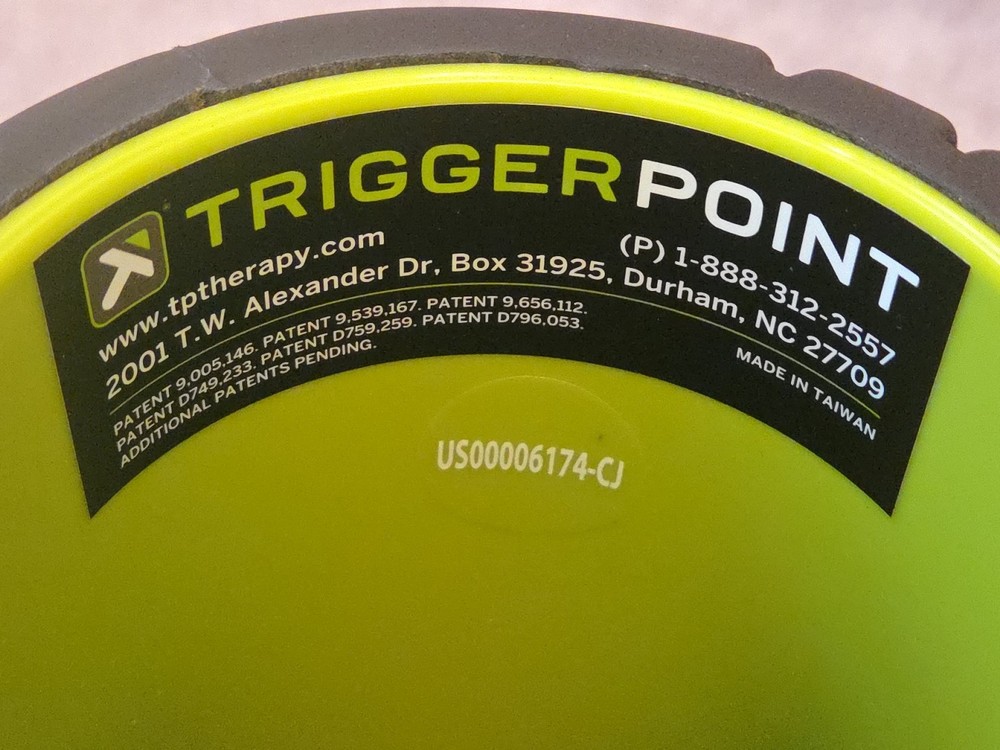 TRIGGERPOINT
www.tptherapy.com (P) 1-888-312-2557
2001 T.W. Alexander Dr, Box 31925, Durham, NC 27709
PATENT 9,005,146. PATENT 9,539,167. PATENT 9,656,112.
PATENT D749,233. PATENT D759,259. PATENT D796,053.
ADDITIONAL PATENTS PENDING.
MADE IN TAIWAN
US00006174-CJ